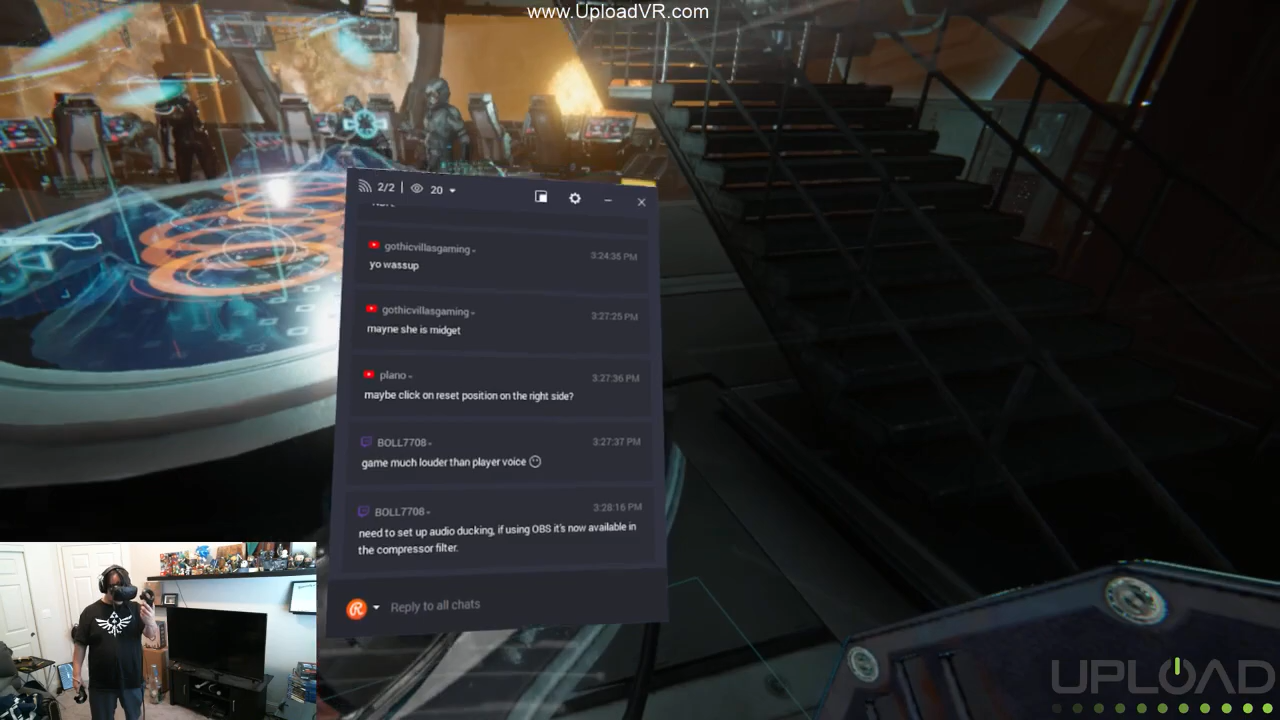 www.UploadVR.com
2/2 | 20
gothicvillasgaming
3:24:35 PM
yo wassup
gothicvillasgaming
3:27:25 PM
mayne she is midget
plano
3:27:36 PM
maybe click on reset position on the right side?
BOLL7708
3:27:37 PM
game much louder than player voice
BOLL7708
3:28:16 PM
need to set up audio ducking, if using OBS it's now available in
the compressor filter.
Reply to all chats
UPLOAD